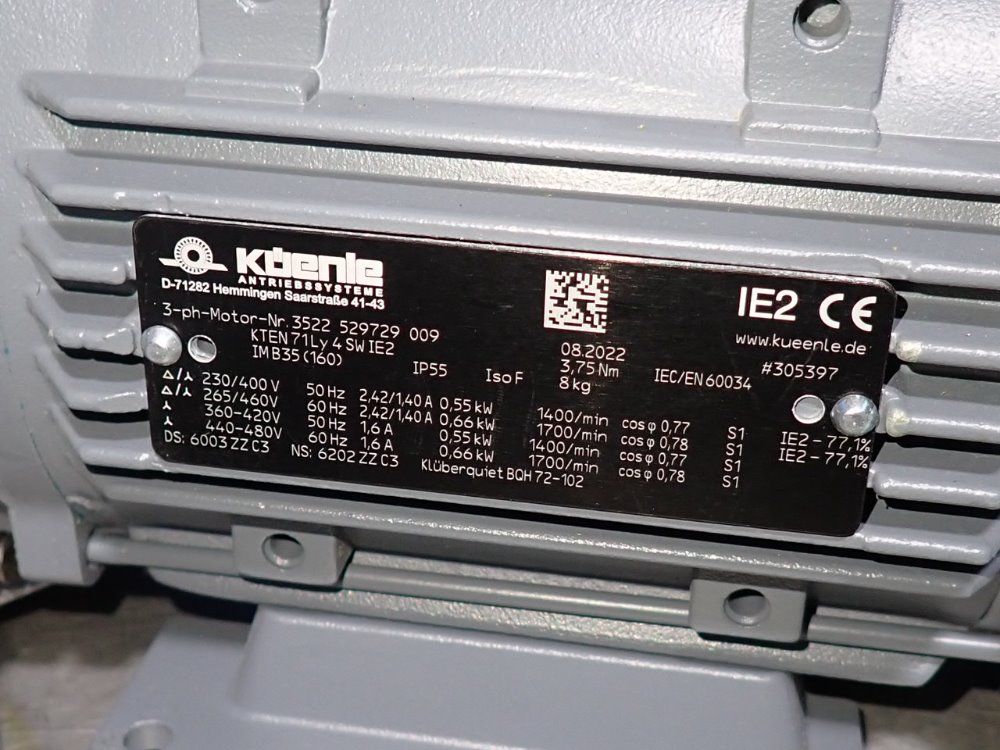 Küenle
ANTRIEBSSYSTEME
D-71282 Hemmingen Saarstraße 41-43
IE2 CE
www.kueenle.de
3-ph-Motor-Nr. 3522 529729 009
KTEN 71Ly 4 SW IE2 08.2022 #305397
IM B35 (160) IP55 Iso F 3,75 Nm IEC/EN 60034
8 kg
△/⅄ 230/400 V 50 Hz 2,42/1,40 A 0,55 kW 1400/min cos φ 0,77 S1 IE2 - 77,1%
△/⅄ 265/460V 60 Hz 2,42/1,40 A 0,66 kW 1700/min cos φ 0,78 S1 IE2 - 77,1%
⅄ 360-420V 50 Hz 1,6 A 0,55 kW 1400/min cos φ 0,77 S1
⅄ 440-480V 60 Hz 1,6 A 0,66 kW 1700/min cos φ 0,78 S1
DS: 6003 ZZ C3 NS: 6202 ZZ C3 Klüberquiet BQH 72-102